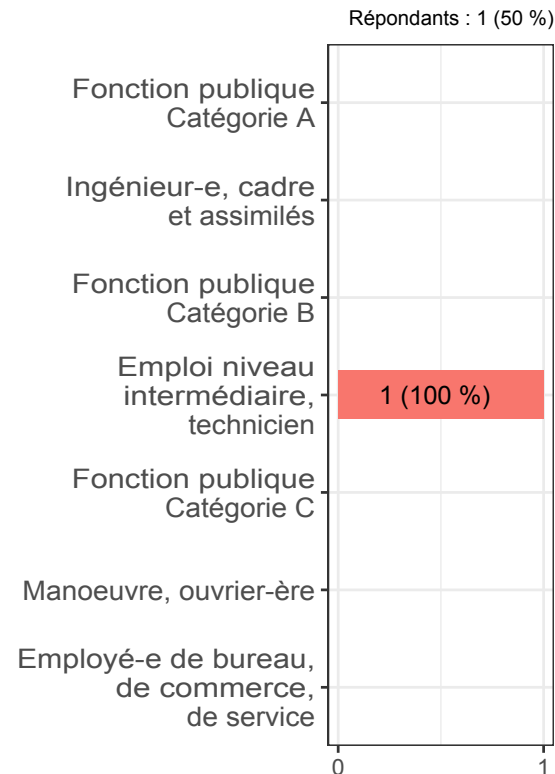 Répondants : 1 (50 %)
Fonction publique
Catégorie A
Ingénieur-e, cadre
et assimilés
Fonction publique
Catégorie B
Emploi niveau
intermédiaire,
technicien
1 (100 %)
Fonction publique
Catégorie C
Manoeuvre, ouvrier-ère
Employé-e de bureau,
de commerce,
de service
0 1